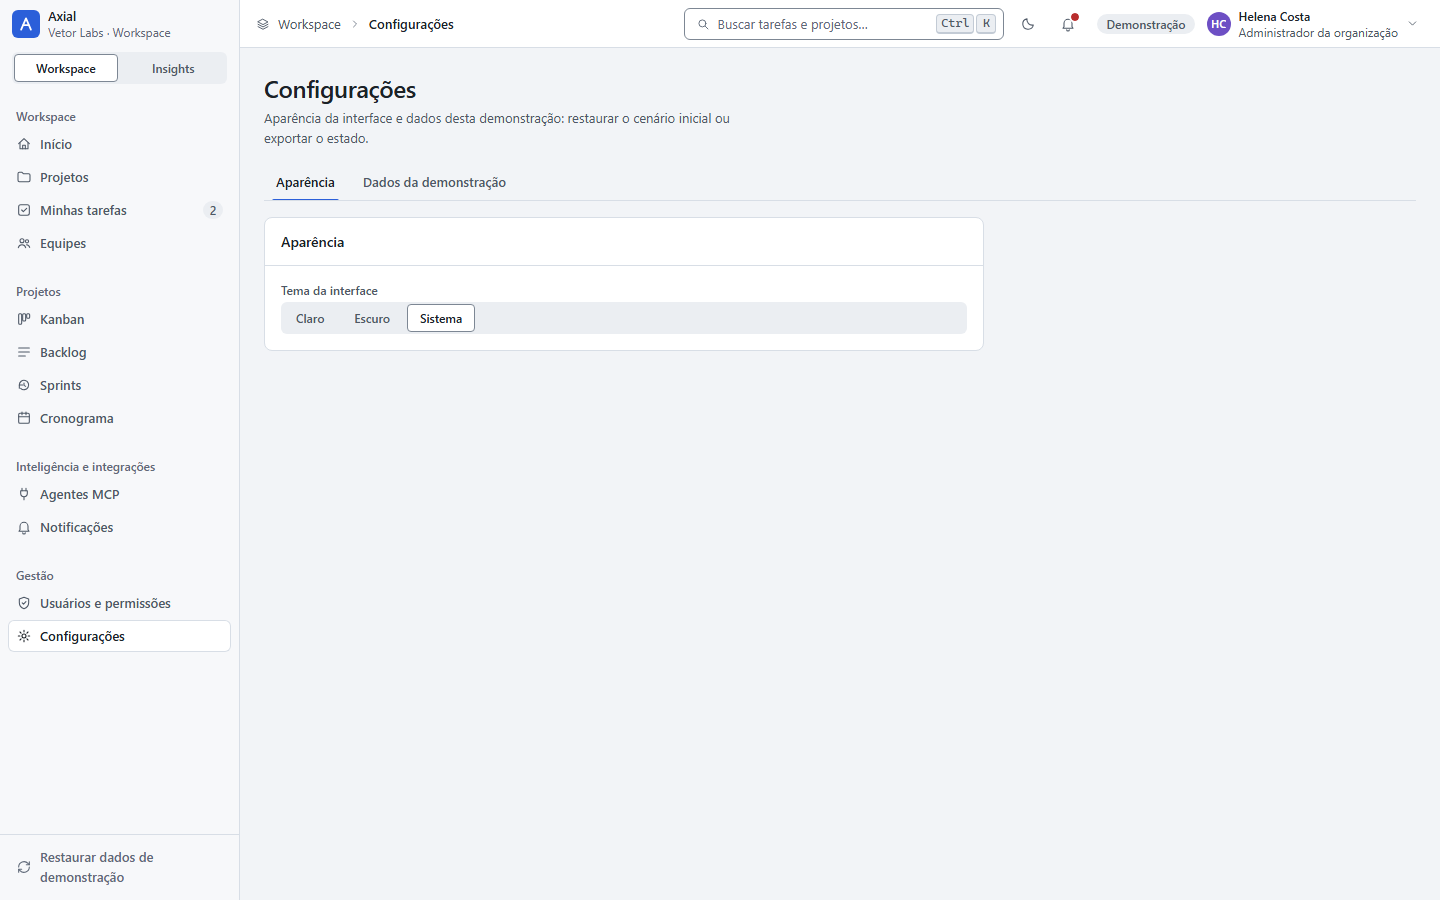 Axial
Vetor Labs · Workspace
Workspace
Insights
Workspace
Início
Projetos
Minhas tarefas
2
Equipes
Projetos
Kanban
Backlog
Sprints
Cronograma
Inteligência e integrações
Agentes MCP
Notificações
Gestão
Usuários e permissões
Configurações
Restaurar dados de
demonstração
Workspace
Configurações
Buscar tarefas e projetos...
Ctrl K
Demonstração
HC
Helena Costa
Administrador da organização
Configurações
Aparência da interface e dados desta demonstração: restaurar o cenário inicial ou
exportar o estado.
Aparência
Dados da demonstração
Aparência
Tema da interface
Claro
Escuro
Sistema